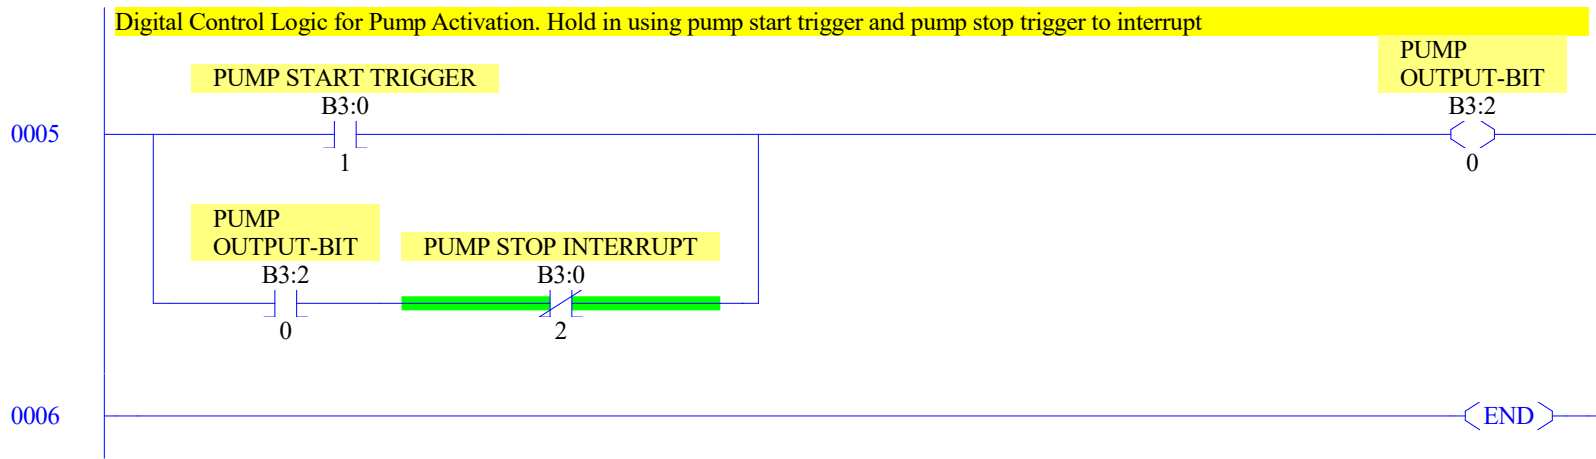 Digital Control Logic for Pump Activation. Hold in using pump start trigger and pump stop trigger to interrupt
PUMP
OUTPUT-BIT
B3:2
0
PUMP START TRIGGER
B3:0
0005
1
PUMP
OUTPUT-BIT
B3:2
0
PUMP STOP INTERRUPT
B3:0
2
0006
END